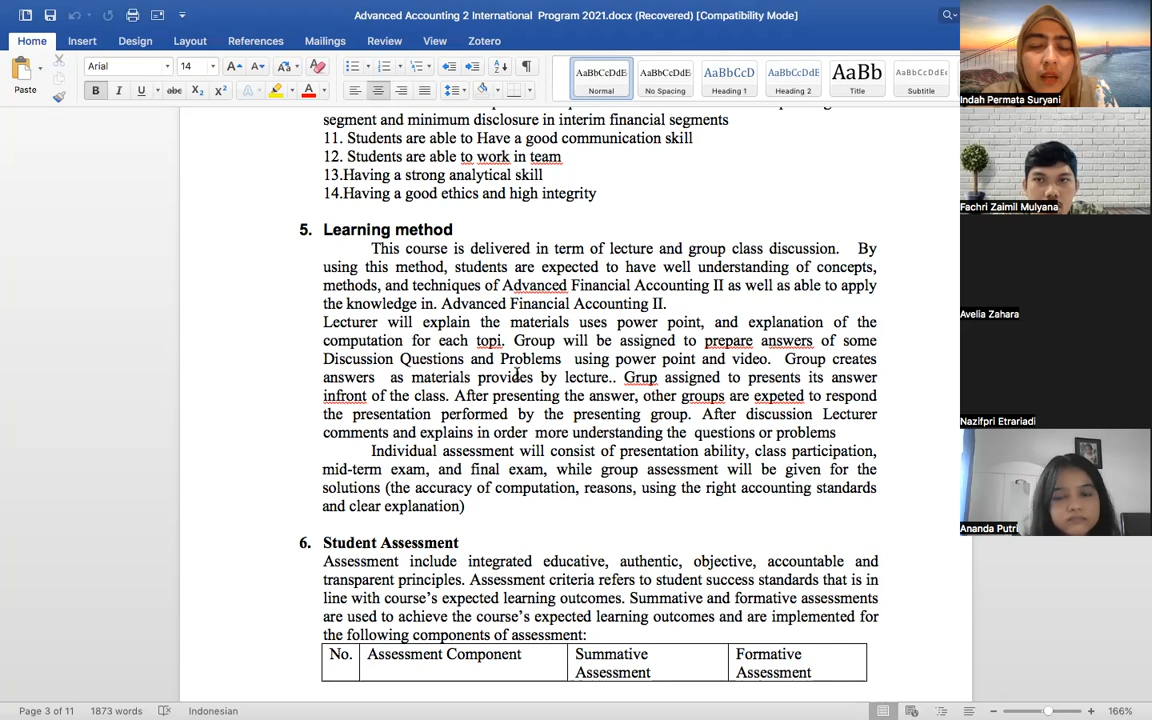 Advanced Accounting 2 International Program 2021.docx (Recovered) [Compatibility Mode]
Home Insert Design Layout References Mailings Review View Zotero
Paste
Arial 14
B I U abc X2 X2 A A
AaBbCcDdE AaBbCcDdE AaBbCcD AaBbCcDdE AaBb AaBbCcDdE
Normal No Spacing Heading 1 Heading 2 Title Subtitle
segment and minimum disclosure in interim financial segments
11. Students are able to Have a good communication skill
12. Students are able to work in team
13.Having a strong analytical skill
14.Having a good ethics and high integrity
5. Learning method
This course is delivered in term of lecture and group class discussion. By
using this method, students are expected to have well understanding of concepts,
methods, and techniques of Advanced Financial Accounting II as well as able to apply
the knowledge in. Advanced Financial Accounting II.
Lecturer will explain the materials uses power point, and explanation of the
computation for each topi. Group will be assigned to prepare answers of some
Discussion Questions and Problems using power point and video. Group creates
answers as materials provides by lecture.. Grup assigned to presents its answer
infront of the class. After presenting the answer, other groups are expeted to respond
the presentation performed by the presenting group. After discussion Lecturer
comments and explains in order more understanding the questions or problems
Individual assessment will consist of presentation ability, class participation,
mid-term exam, and final exam, while group assessment will be given for the
solutions (the accuracy of computation, reasons, using the right accounting standards
and clear explanation)
6. Student Assessment
Assessment include integrated educative, authentic, objective, accountable and
transparent principles. Assessment criteria refers to student success standards that is in
line with course's expected learning outcomes. Summative and formative assessments
are used to achieve the course's expected learning outcomes and are implemented for
the following components of assessment:
No. Assessment Component Summative Assessment Formative Assessment
Page 3 of 11 1873 words Indonesian 166%
Indah Permata Suryani
Fachri Zaimil Mulyana
Avelia Zahara
Nazifpri Etrariadi
Ananda Putri